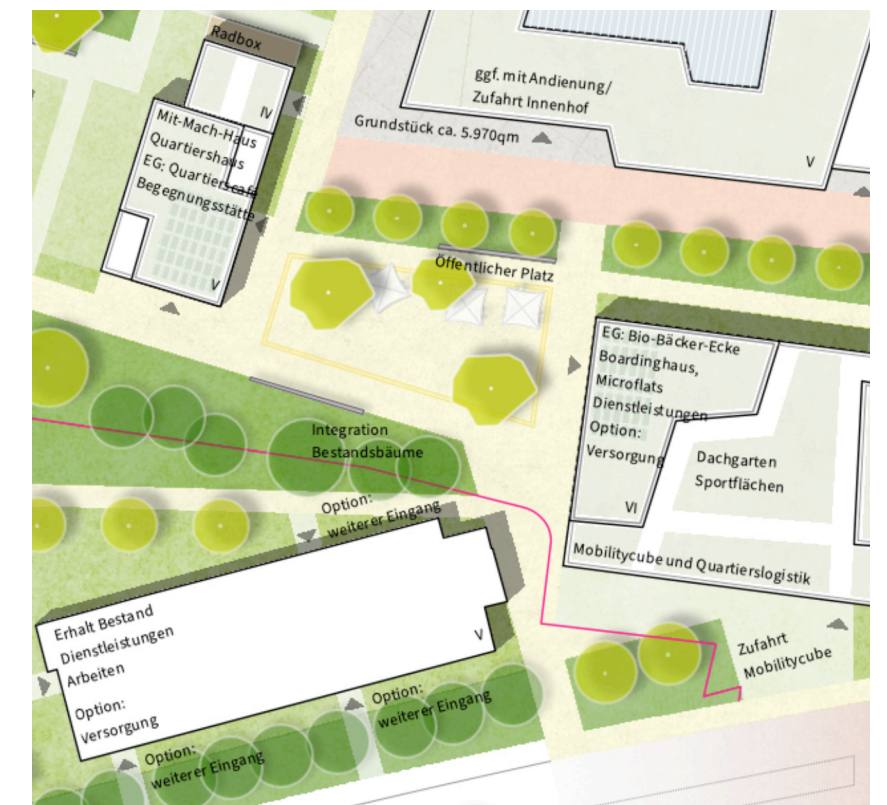 Radbox
IV
Mit-Mach-Haus
Quartiershaus
EG: Quartierscafé
Begegnungsstätte
V
ggf. mit Andienung/
Zufahrt Innenhof
Grundstück ca. 5.970qm
V
Öffentlicher Platz
EG: Bio-Bäcker-Ecke
Boardinghaus,
Microflats
Dienstleistungen
Option:
Versorgung
VI
Dachgarten
Sportflächen
Mobilitycube und Quartierslogistik
Integration
Bestandsbäume
Option:
weiterer Eingang
Erhalt Bestand
Dienstleistungen
Arbeiten
Option:
Versorgung
V
Zufahrt
Mobilitycube
Option:
weiterer Eingang
Option:
weiterer Eingang